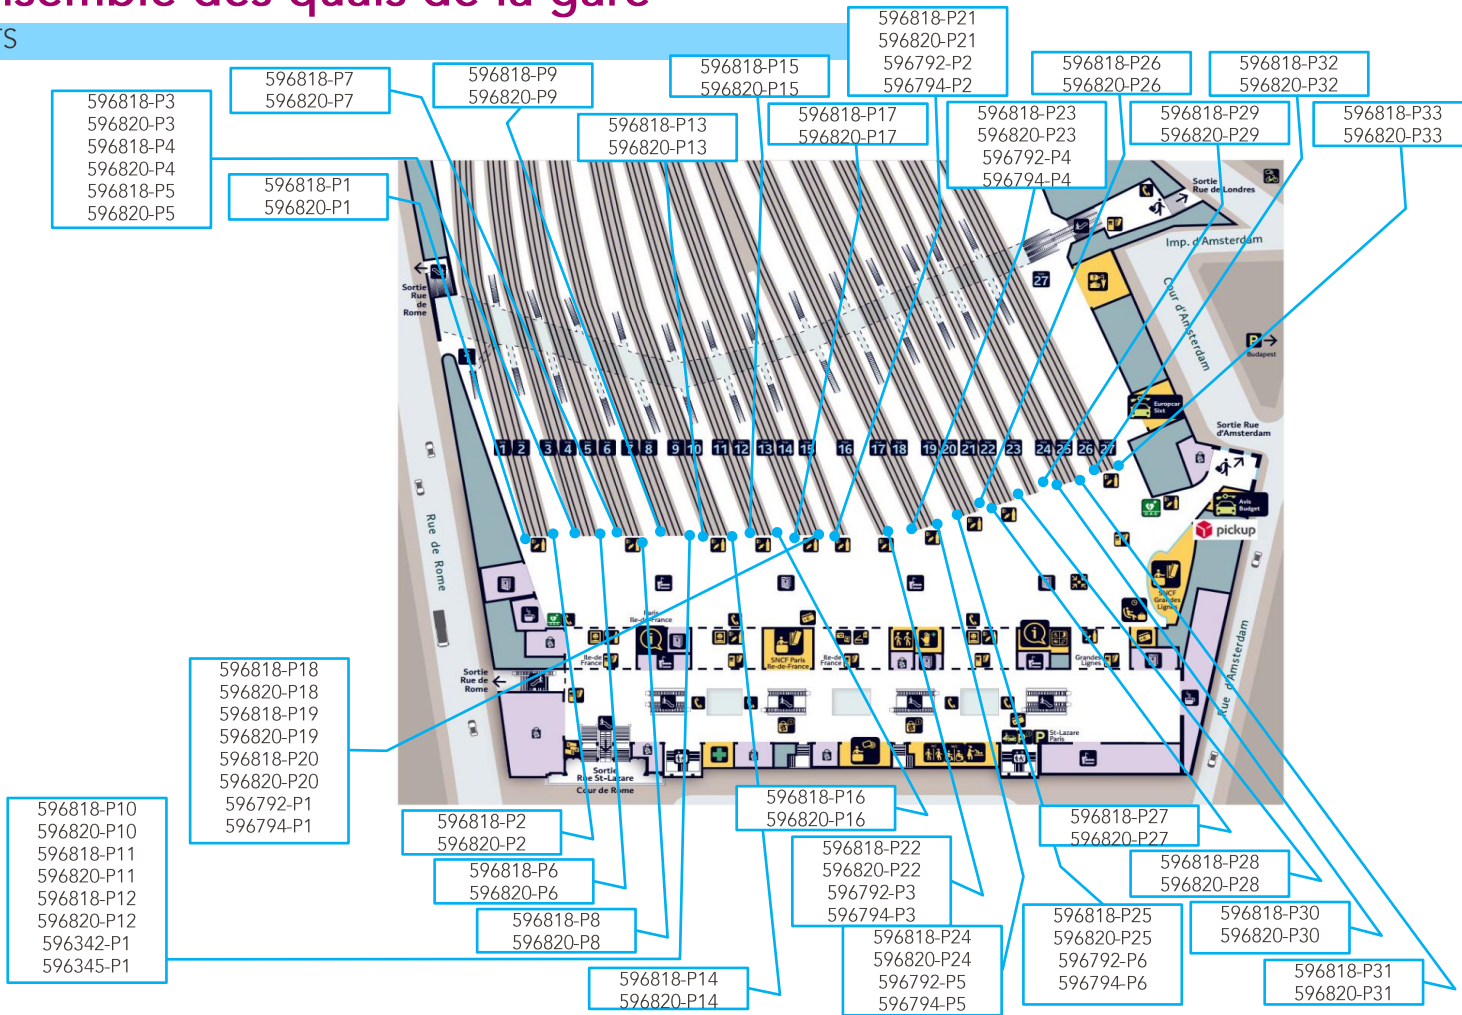 nsemble des quais de la gare
TS
596818-P21
596820-P21
596792-P2
596794-P2
596818-P7
596820-P7
596818-P9
596820-P9
596818-P15
596820-P15
596818-P26
596820-P26
596818-P32
596820-P32
596818-P3
596820-P3
596818-P4
596820-P4
596818-P5
596820-P5
596818-P13
596820-P13
596818-P17
596820-P17
596818-P23
596820-P23
596792-P4
596794-P4
596818-P29
596820-P29
596818-P33
596820-P33
596818-P1
596820-P1
Sortie
Rue de Londres
Imp. d'Amsterdam
Cour d'Amsterdam
27
Sortie
Rue
de
Rome
P
Budapest
Europcar
Sixt
Sortie Rue
d'Amsterdam
1 2 3 4 5 6 7 8 9 10 11 12 13 14 15 16 17 18 19 20 21 22 23 24 25 26 27
Avis
Budget
pickup
Rue de Rome
SNCF
Grandes
Lignes
Paris
Ile-de-France
Ile-de
France
SNCF Paris
Ile-de-France
Ile-de
France
Grandes
Lignes
Rue d'Amsterdam
Sortie
Rue de
Rome
P
St-Lazare
Paris
Sortie
Rue St-Lazare
Cour de Rome
596818-P18
596820-P18
596818-P19
596820-P19
596818-P20
596820-P20
596792-P1
596794-P1
596818-P10
596820-P10
596818-P11
596820-P11
596818-P12
596820-P12
596342-P1
596345-P1
596818-P2
596820-P2
596818-P6
596820-P6
596818-P8
596820-P8
596818-P14
596820-P14
596818-P16
596820-P16
596818-P22
596820-P22
596792-P3
596794-P3
596818-P24
596820-P24
596792-P5
596794-P5
596818-P25
596820-P25
596792-P6
596794-P6
596818-P27
596820-P27
596818-P28
596820-P28
596818-P30
596820-P30
596818-P31
596820-P31